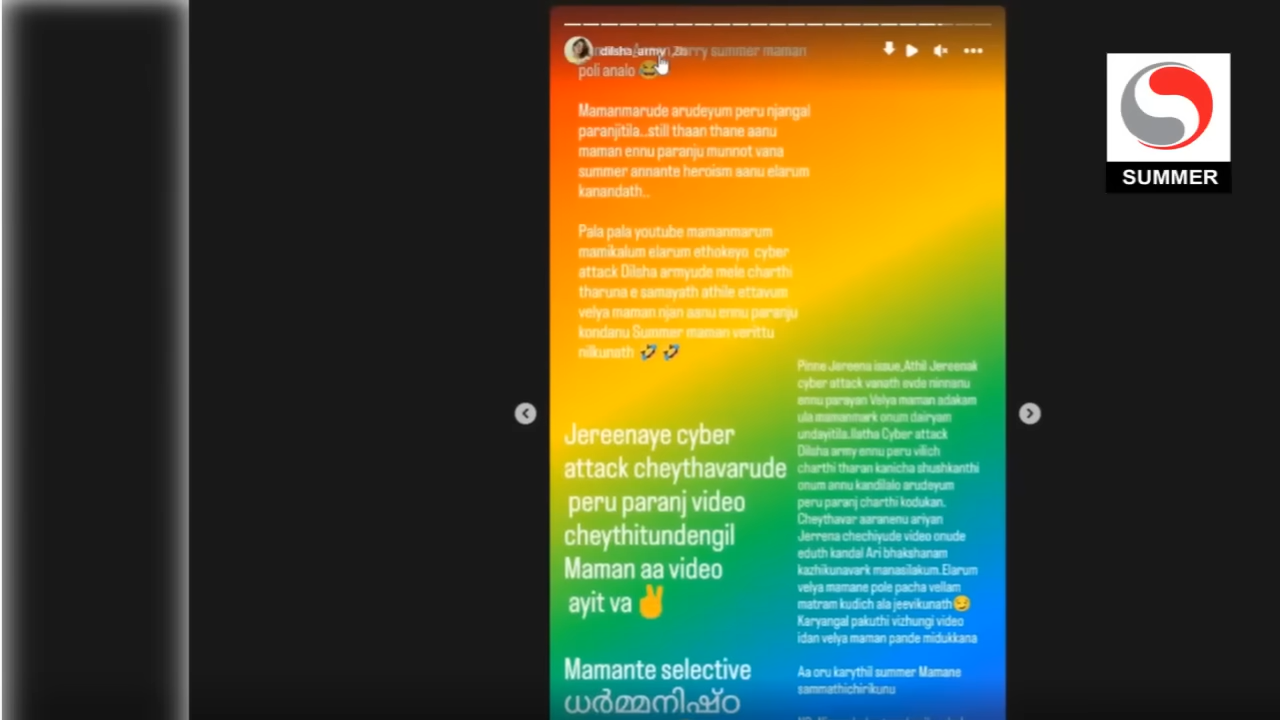 dilsha_army 2h
sorry summer maman
poli analo 😂
Mamanmarude arudeyum peru njangal
paranjitila..still thaan thane aanu
maman ennu paranju munnot vana
summer annante heroism aanu elarum
kanandath..
Pala pala youtube mamanmarum
mamikalum elarum ethokeyo cyber
attack Dilsha armyude mele charthi
tharuna e samayath athile ettavum
velya maman njan aanu ennu paranju
kondanu Summer maman verittu
nilkunath 🤣 🤣
Jereenaye cyber
attack cheythavarude
peru paranj video
cheythitundengil
Maman aa video
ayit va ✌️
Mamante selective
ധർമ്മനിഷ്ഠ
Pinne Jereena issue,Athil Jereenak
cyber attack vanath evde ninnanu
ennu parayan Velya maman adakam
ula mamanmark onum dairyam
undayitila.Ilatha Cyber attack
Dilsha army ennu peru vilich
charthi tharan kanicha shushkanthi
onum annu kandilalo arudeyum
peru paranj charthi kodukan.
Cheythavar aaranenu ariyan
Jerrena chechiyude video onude
eduth kandal Ari bhakshanam
kazhikunavark manasilakum.Elarum
velya mamane pole pacha vellam
matram kudich ala jeevikunath😏
Karyangal pakuthi vizhungi video
idan velya maman pande midukkana
Aa oru karythil summer Mamane
sammathichirikunu
SUMMER